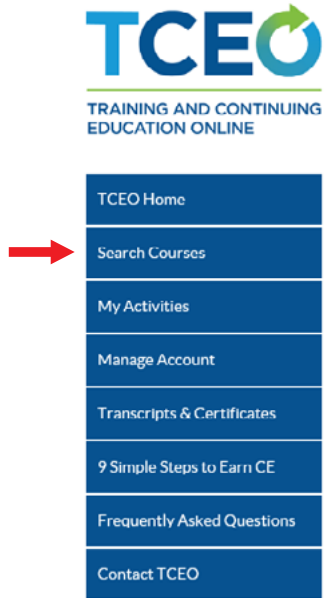 TCEO
TRAINING AND CONTINUING
EDUCATION ONLINE
TCEO Home
Search Courses
My Activities
Manage Account
Transcripts & Certificates
9 Simple Steps to Earn CE
Frequently Asked Questions
Contact TCEO